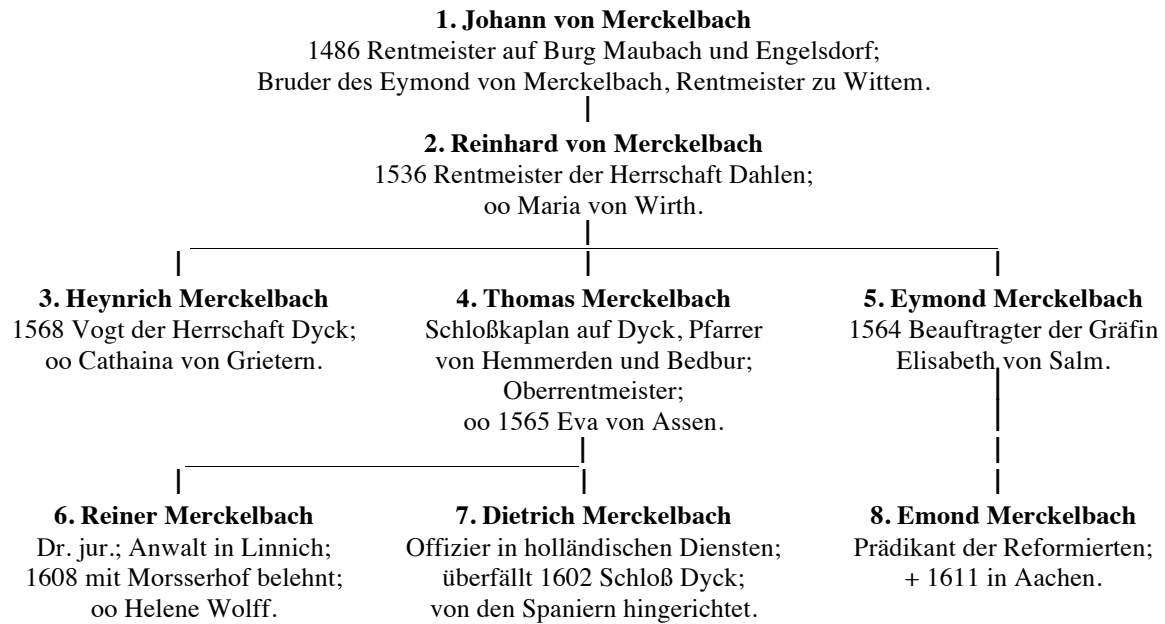 1. Johann von Merckelbach
1486 Rentmeister auf Burg Maubach und Engelsdorf;
Bruder des Eymond von Merckelbach, Rentmeister zu Wittem.
2. Reinhard von Merckelbach
1536 Rentmeister der Herrschaft Dahlen;
oo Maria von Wirth.
3. Heynrich Merckelbach
1568 Vogt der Herrschaft Dyck;
oo Cathaina von Grietern.
4. Thomas Merckelbach
Schloßkaplan auf Dyck, Pfarrer
von Hemmerden und Bedbur;
Oberrentmeister;
oo 1565 Eva von Assen.
5. Eymond Merckelbach
1564 Beauftragter der Gräfin
Elisabeth von Salm.
6. Reiner Merckelbach
Dr. jur.; Anwalt in Linnich;
1608 mit Morsserhof belehnt;
oo Helene Wolff.
7. Dietrich Merckelbach
Offizier in holländischen Diensten;
überfällt 1602 Schloß Dyck;
von den Spaniern hingerichtet.
8. Emond Merckelbach
Prädikant der Reformierten;
+ 1611 in Aachen.